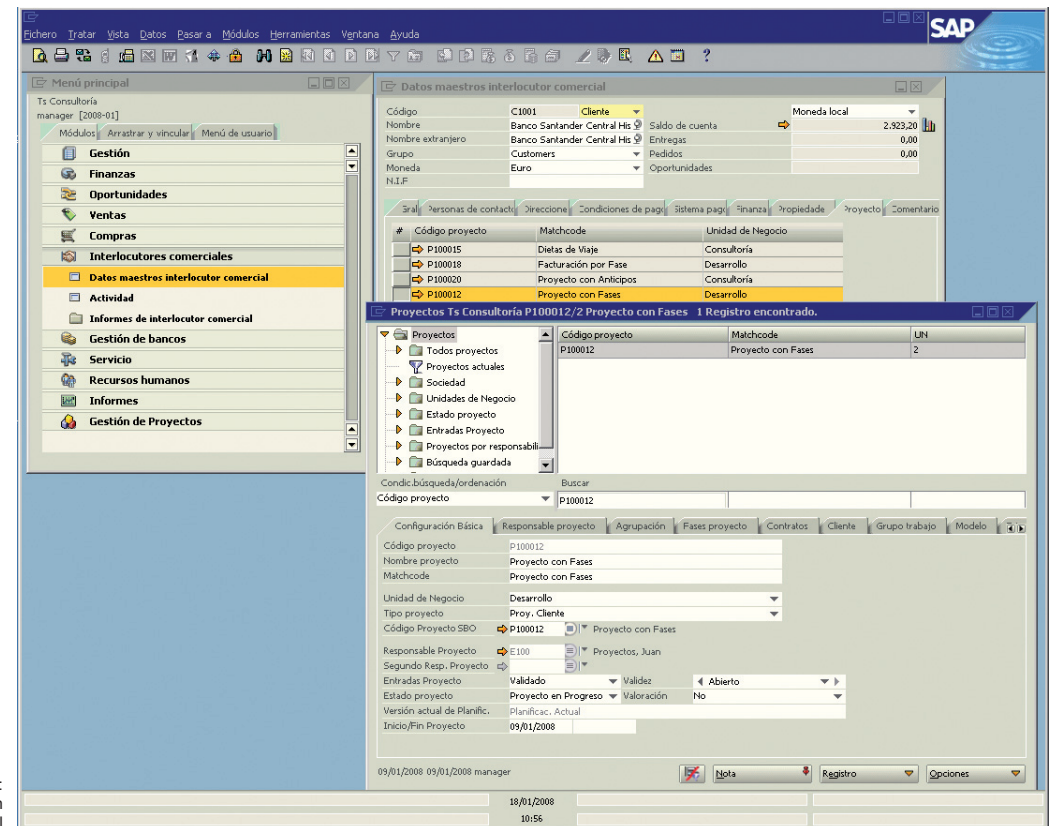 SAP
Fichero Tratar Vista Datos Pasar a Módulos Herramientas Ventana Ayuda
Menú principal
Ts Consultoría
manager [2008-01]
Módulos Arrastrar y vincular Menú de usuario
Gestión
Finanzas
Oportunidades
Ventas
Compras
Interlocutores comerciales
Datos maestros interlocutor comercial
Actividad
Informes de interlocutor comercial
Gestión de bancos
Servicio
Recursos humanos
Informes
Gestión de Proyectos
Datos maestros interlocutor comercial
Código C1001 Cliente Moneda local
Nombre Banco Santander Central His Saldo de cuenta 2.923,20
Nombre extranjero Banco Santander Central His Entregas 0,00
Grupo Customers Pedidos 0,00
Moneda Euro Oportunidades
N.I.F
Gral Personas de contacto Direccione Condiciones de pago Sistema pago Finanza Propiedade Proyecto Comentario
# Código proyecto Matchcode Unidad de Negocio
P100015 Dietas de Viaje Consultoría
P100018 Facturación por Fase Desarrollo
P100020 Proyecto con Anticipos Consultoría
P100012 Proyecto con Fases Desarrollo
Proyectos Ts Consultoría P100012/2 Proyecto con Fases 1 Registro encontrado.
Proyectos
Todos proyectos
Proyectos actuales
Sociedad
Unidades de Negocio
Estado proyecto
Entradas Proyecto
Proyectos por responsabili
Búsqueda guardada
Código proyecto Matchcode UN
P100012 Proyecto con Fases 2
Condic.búsqueda/ordenación Buscar
Código proyecto P100012
Configuración Básica Responsable proyecto Agrupación Fases proyecto Contratos Cliente Grupo trabajo Modelo
Código proyecto P100012
Nombre proyecto Proyecto con Fases
Matchcode Proyecto con Fases
Unidad de Negocio Desarrollo
Tipo proyecto Proy. Cliente
Código Proyecto SBO P100012 Proyecto con Fases
Responsable Proyecto E100 Proyectos, Juan
Segundo Resp. Proyecto
Entradas Proyecto Validado Validez Abierto
Estado proyecto Proyecto en Progreso Valoración No
Versión actual de Planific. Planificac. Actual
Inicio/Fin Proyecto 09/01/2008
09/01/2008 09/01/2008 manager Nota Registro Opciones
18/01/2008
10:56